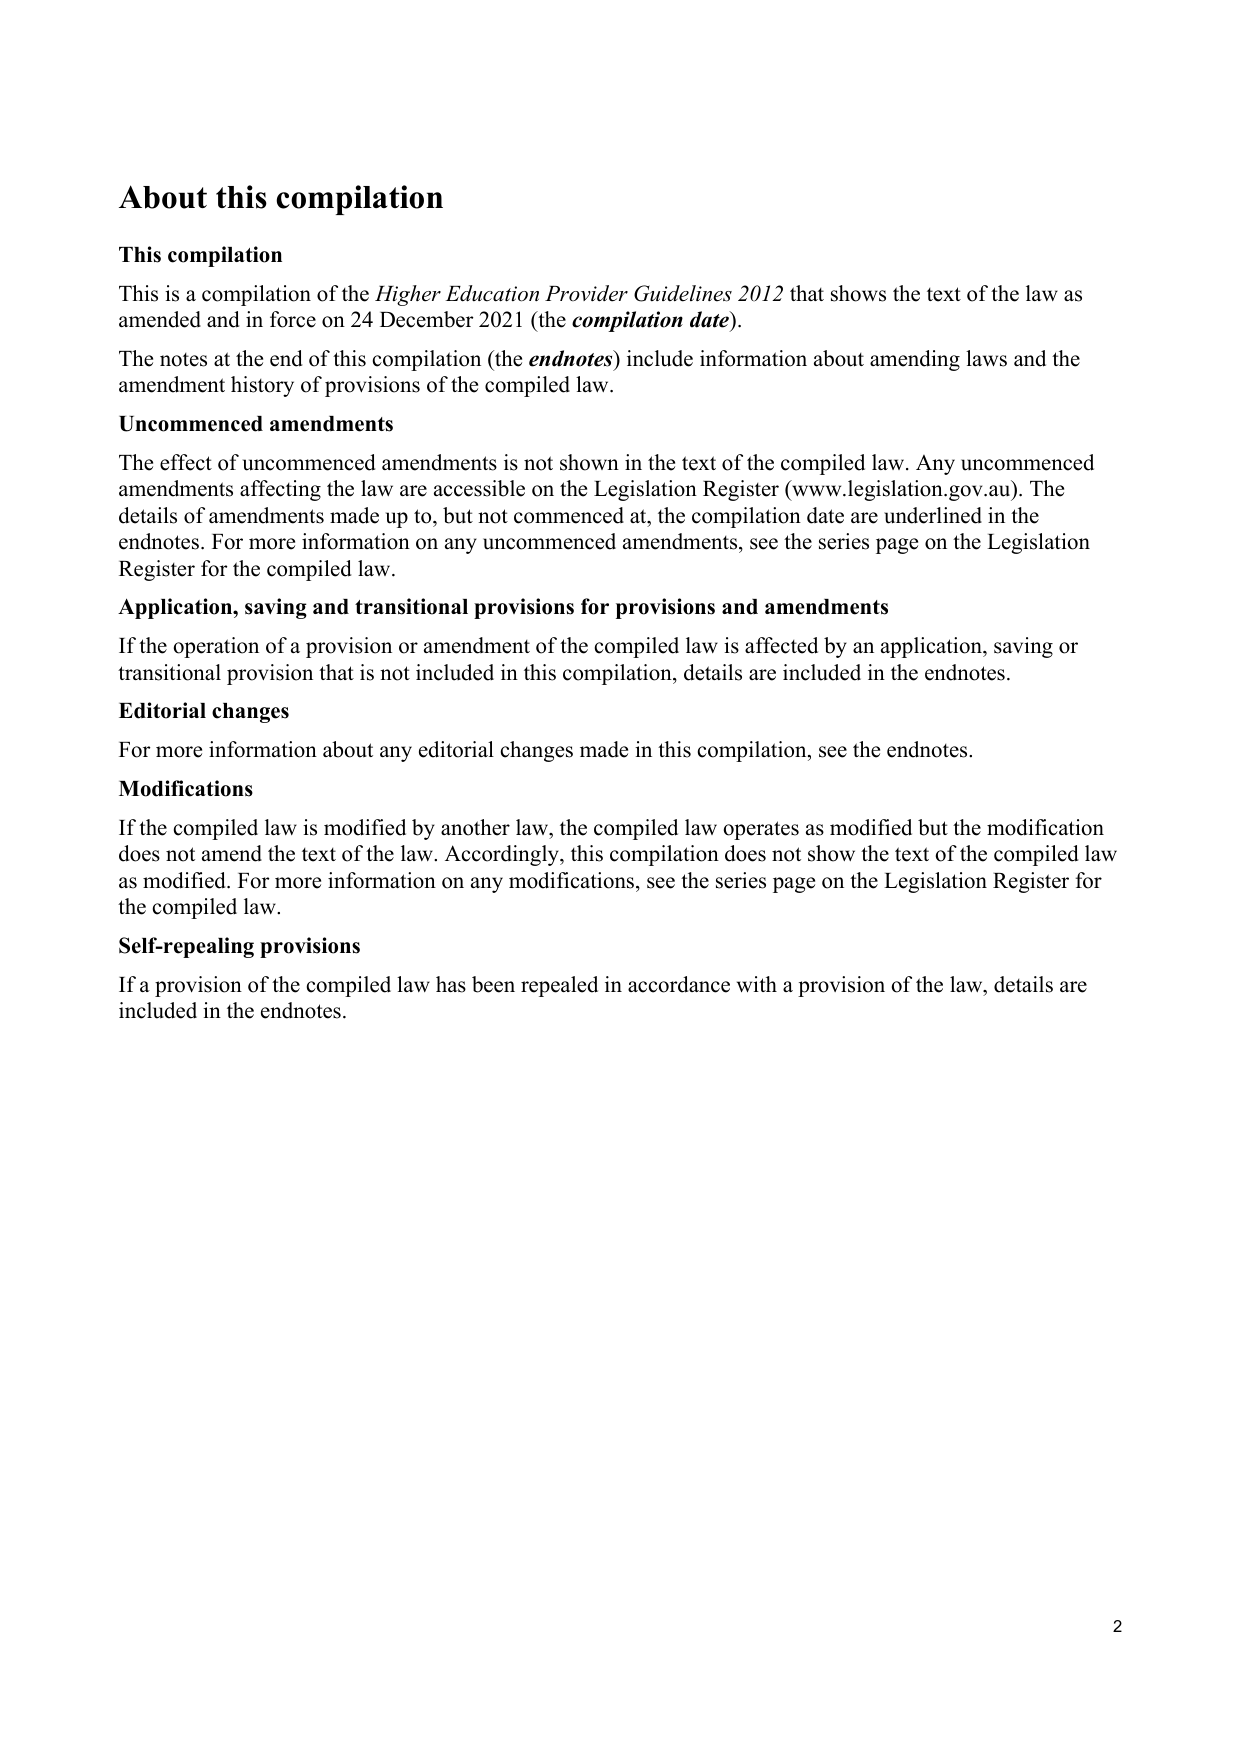 About this compilation
This compilation
This is a compilation of the Higher Education Provider Guidelines 2012 that shows the text of the law as
amended and in force on 24 December 2021 (the compilation date).
The notes at the end of this compilation (the endnotes) include information about amending laws and the
amendment history of provisions of the compiled law.
Uncommenced amendments
The effect of uncommenced amendments is not shown in the text of the compiled law. Any uncommenced
amendments affecting the law are accessible on the Legislation Register (www.legislation.gov.au). The
details of amendments made up to, but not commenced at, the compilation date are underlined in the
endnotes. For more information on any uncommenced amendments, see the series page on the Legislation
Register for the compiled law.
Application, saving and transitional provisions for provisions and amendments
If the operation of a provision or amendment of the compiled law is affected by an application, saving or
transitional provision that is not included in this compilation, details are included in the endnotes.
Editorial changes
For more information about any editorial changes made in this compilation, see the endnotes.
Modifications
If the compiled law is modified by another law, the compiled law operates as modified but the modification
does not amend the text of the law. Accordingly, this compilation does not show the text of the compiled law
as modified. For more information on any modifications, see the series page on the Legislation Register for
the compiled law.
Self-repealing provisions
If a provision of the compiled law has been repealed in accordance with a provision of the law, details are
included in the endnotes.
2